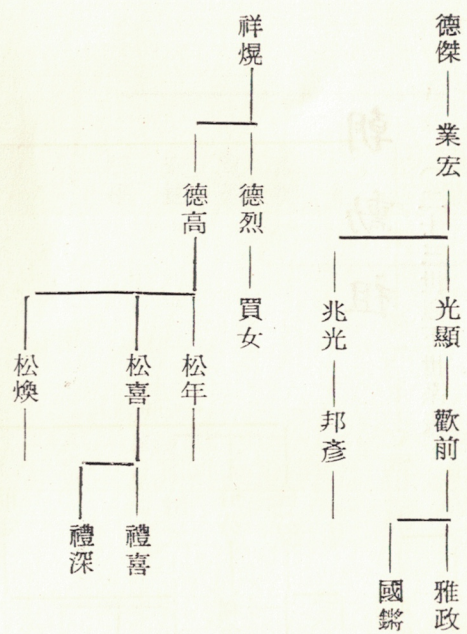 德傑
業宏
光顯
歡前
雅政
國鏘
兆光
邦彥
祥熀
德烈
買女
德高
松年
松喜
禮喜
禮深
松煥